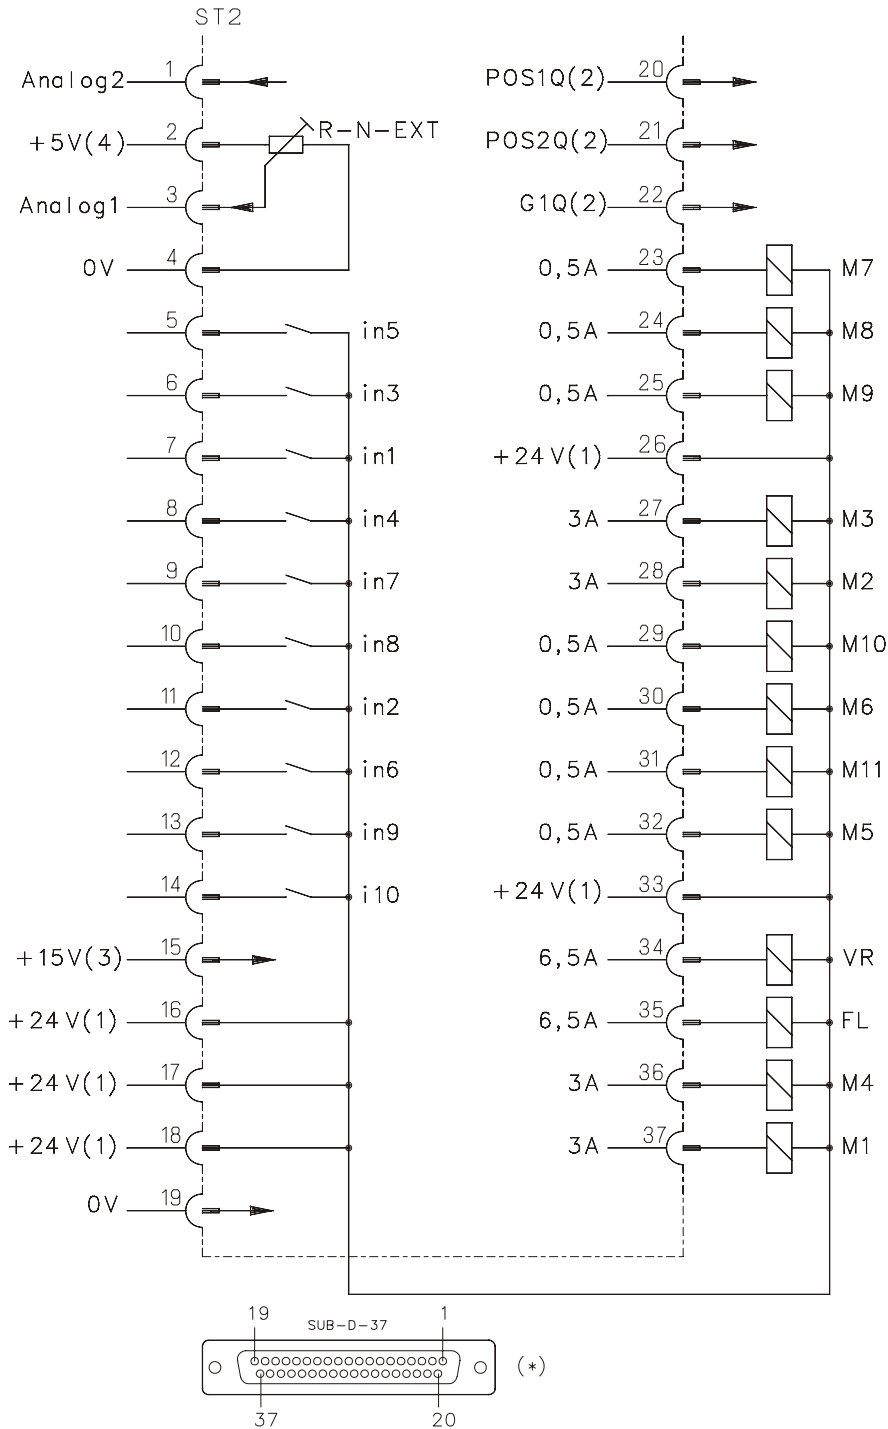 ST2
Analog2 1
+5V(4) 2 R-N-EXT
Analog1 3
0V 4
5 in5
6 in3
7 in1
8 in4
9 in7
10 in8
11 in2
12 in6
13 in9
14 i10
+15V(3) 15
+24V(1) 16
+24V(1) 17
+24V(1) 18
0V 19
POS1Q(2) 20
POS2Q(2) 21
G1Q(2) 22
0,5A 23 M7
0,5A 24 M8
0,5A 25 M9
+24V(1) 26
3A 27 M3
3A 28 M2
0,5A 29 M10
0,5A 30 M6
0,5A 31 M11
0,5A 32 M5
+24V(1) 33
6,5A 34 VR
6,5A 35 FL
3A 36 M4
3A 37 M1
19 SUB-D-37 1
(*)
37 20